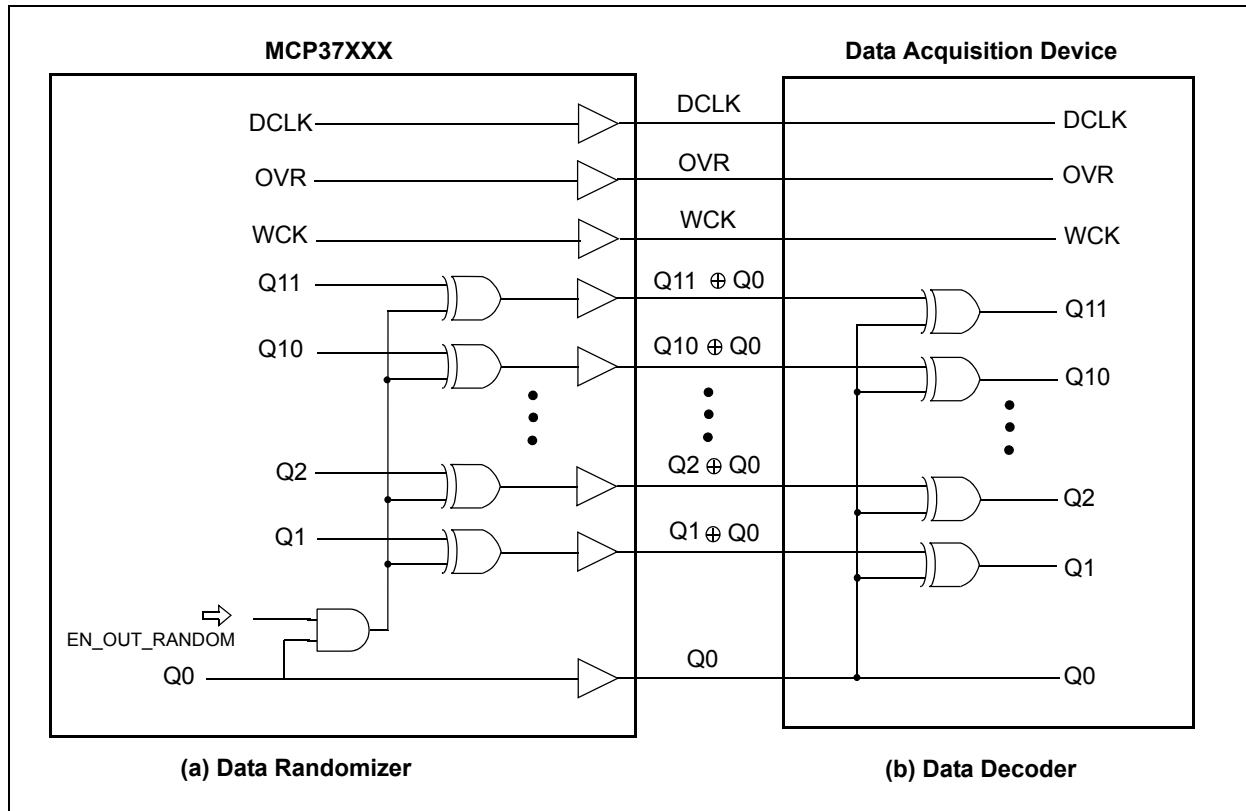 MCP37XXX Data Acquisition Device
DCLK DCLK DCLK
OVR OVR OVR
WCK WCK WCK
Q11 Q11 ⊕ Q0 Q11
Q10 Q10 ⊕ Q0 Q10
Q2 Q2 ⊕ Q0 Q2
Q1 Q1 ⊕ Q0 Q1
EN_OUT_RANDOM
Q0 Q0 Q0
(a) Data Randomizer (b) Data Decoder